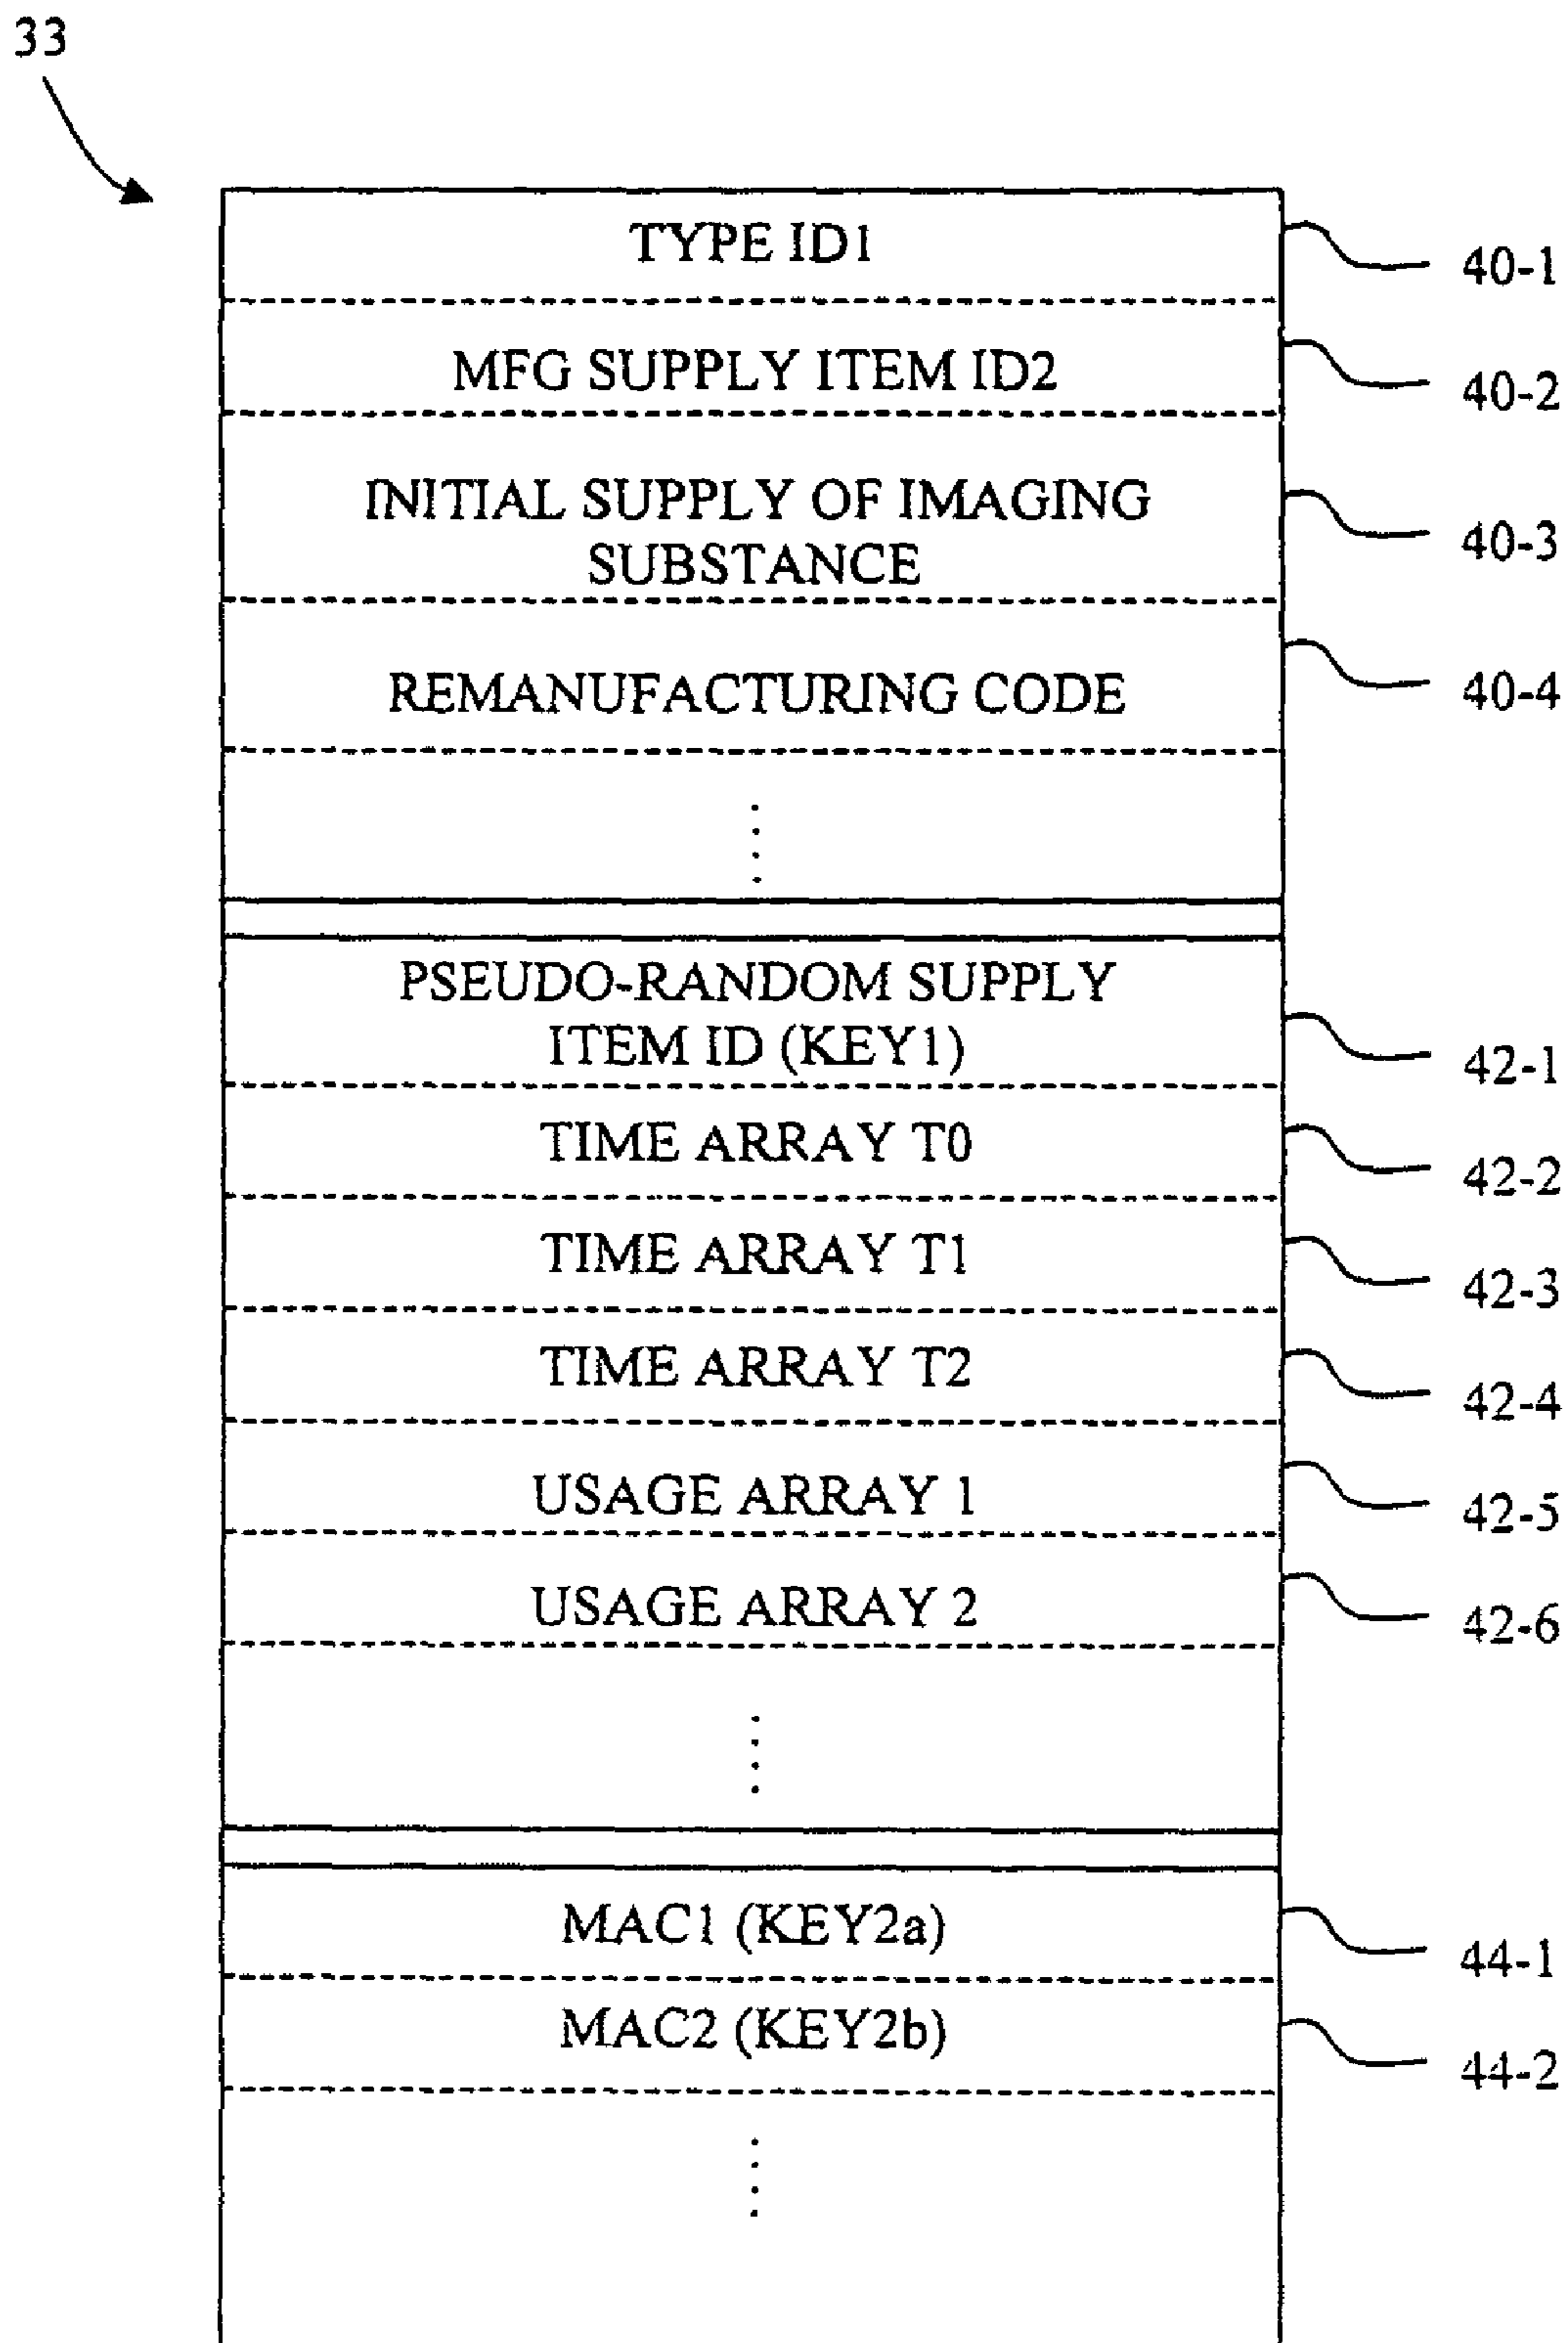 33
TYPE ID1
40-1
MFG SUPPLY ITEM ID2
40-2
INITIAL SUPPLY OF IMAGING
SUBSTANCE
40-3
REMANUFACTURING CODE
40-4
PSEUDO-RANDOM SUPPLY
ITEM ID (KEY1)
42-1
TIME ARRAY T0
42-2
TIME ARRAY T1
42-3
TIME ARRAY T2
42-4
USAGE ARRAY 1
42-5
USAGE ARRAY 2
42-6
MAC1 (KEY2a)
44-1
MAC2 (KEY2b)
44-2